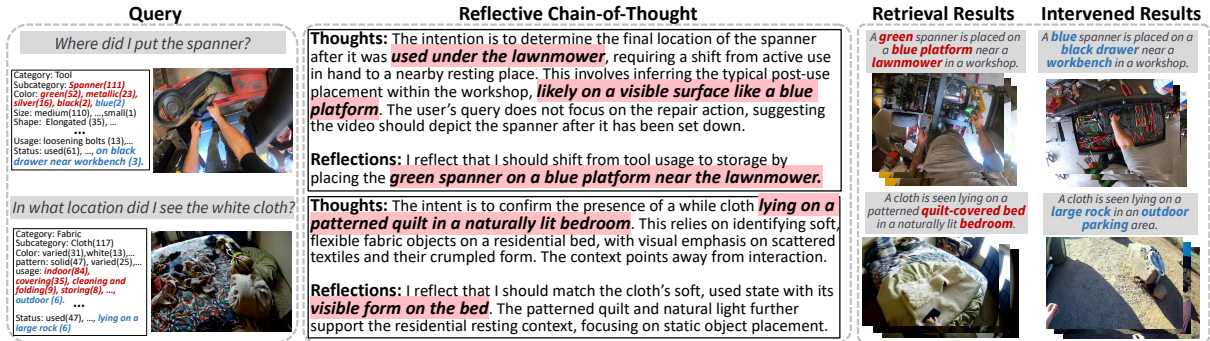 Query
Where did I put the spanner?
Category: Tool
Subcategory: Spanner(111)
Color: green(52), metallic(23),
silver(16), black(2), blue(2)
Size: medium(110), ...,small(1)
Shape: Elongated (35), ...
...
Usage: loosening bolts (13),...
Status: used(61), ..., on black
drawer near workbench (3).
In what location did I see the white cloth?
Category: Fabric
Subcategory: Cloth(117)
Color: varied(31),white(13),...
pattern: solid(47), varied(25),...
usage: indoor(84),
covering(35), cleaning and
folding(9), storing(8), ...,
outdoor (6).
...
Status: used(47), ..., lying on a
large rock (6)
Reflective Chain-of-Thought
Thoughts: The intention is to determine the final location of the spanner
after it was used under the lawnmower, requiring a shift from active use
in hand to a nearby resting place. This involves inferring the typical post-use
placement within the workshop, likely on a visible surface like a blue
platform. The user's query does not focus on the repair action, suggesting
the video should depict the spanner after it has been set down.
Reflections: I reflect that I should shift from tool usage to storage by
placing the green spanner on a blue platform near the lawnmower.
Thoughts: The intent is to confirm the presence of a while cloth lying on a
patterned quilt in a naturally lit bedroom. This relies on identifying soft,
flexible fabric objects on a residential bed, with visual emphasis on scattered
textiles and their crumpled form. The context points away from interaction.
Reflections: I reflect that I should match the cloth's soft, used state with its
visible form on the bed. The patterned quilt and natural light further
support the residential resting context, focusing on static object placement.
Retrieval Results
A green spanner is placed on
a blue platform near a
lawnmower in a workshop.
A cloth is seen lying on a
patterned quilt-covered bed
in a naturally lit bedroom.
Intervened Results
A blue spanner is placed on a
black drawer near a
workbench in a workshop.
A cloth is seen lying on a
large rock in an outdoor
parking area.